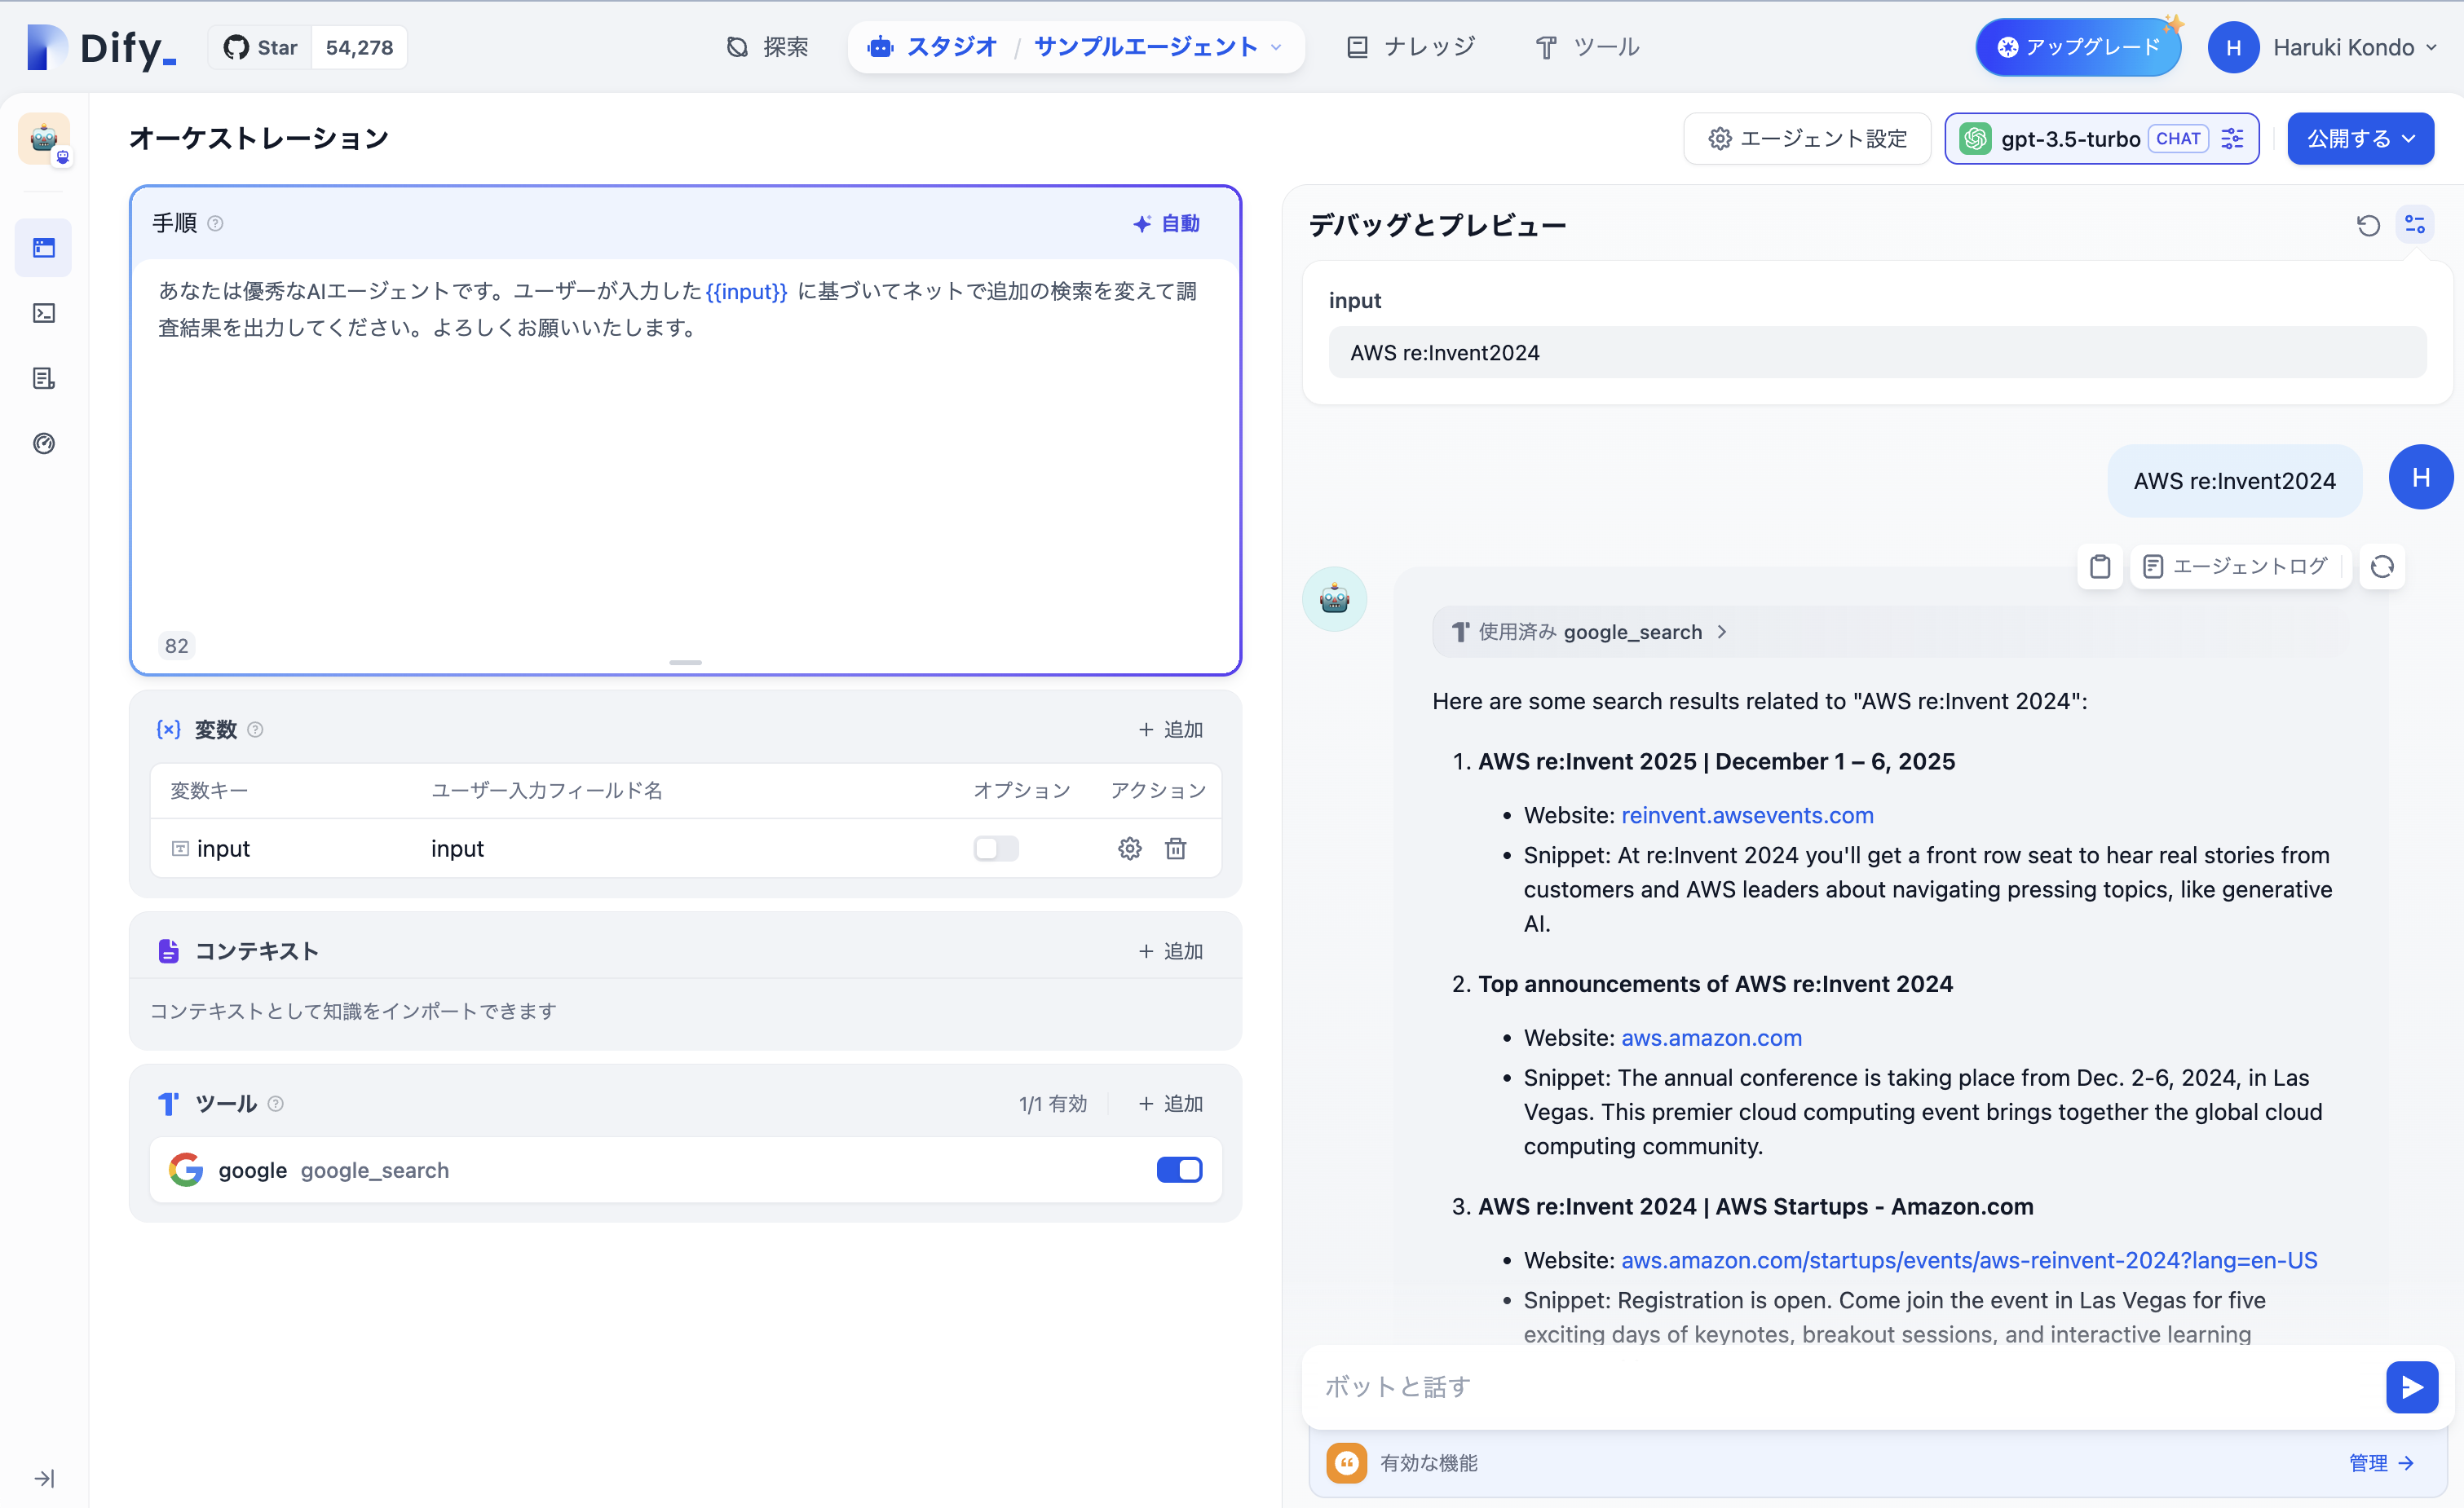 Dify_
Star 54,278
探索
スタジオ / サンプルエージェント
ナレッジ
ツール
アップグレード
H Haruki Kondo
オーケストレーション
エージェント設定
gpt-3.5-turbo CHAT
公開する
手順
自動
あなたは優秀なAIエージェントです。ユーザーが入力した{{input}} に基づいてネットで追加の検索を変えて調
査結果を出力してください。よろしくお願いいたします。
82
{x} 変数
+ 追加
変数キー ユーザー入力フィールド名 オプション アクション
input input
コンテキスト
+ 追加
コンテキストとして知識をインポートできます
ツール
1/1 有効
+ 追加
google google_search
デバッグとプレビュー
input
AWS re:Invent2024
AWS re:Invent2024
H
エージェントログ
使用済み google_search
Here are some search results related to "AWS re:Invent 2024":
1. AWS re:Invent 2025 | December 1 – 6, 2025
• Website: reinvent.awsevents.com
• Snippet: At re:Invent 2024 you'll get a front row seat to hear real stories from
customers and AWS leaders about navigating pressing topics, like generative
AI.
2. Top announcements of AWS re:Invent 2024
• Website: aws.amazon.com
• Snippet: The annual conference is taking place from Dec. 2-6, 2024, in Las
Vegas. This premier cloud computing event brings together the global cloud
computing community.
3. AWS re:Invent 2024 | AWS Startups - Amazon.com
• Website: aws.amazon.com/startups/events/aws-reinvent-2024?lang=en-US
• Snippet: Registration is open. Come join the event in Las Vegas for five
exciting days of keynotes, breakout sessions, and interactive learning
ボットと話す
有効な機能
管理